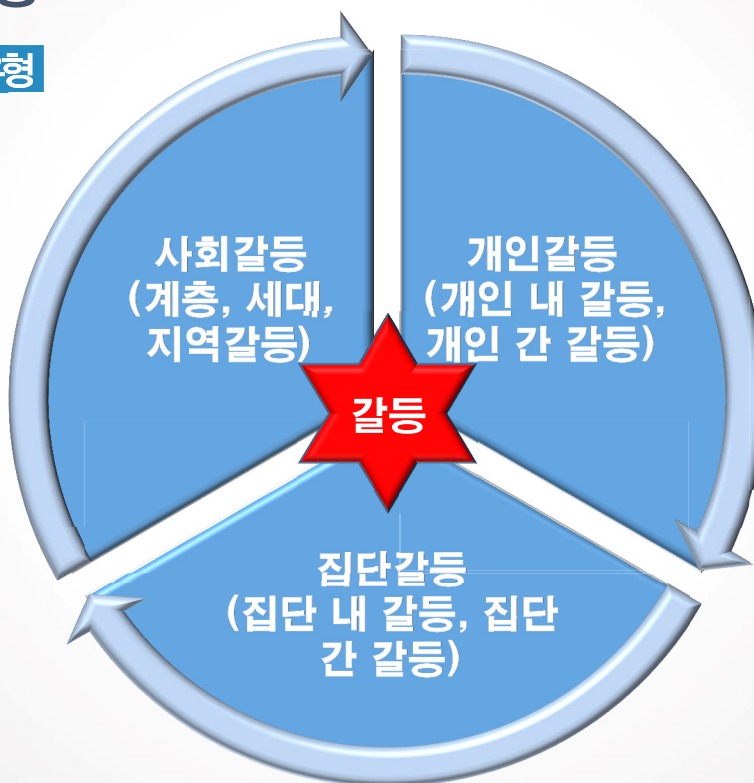 형
사회갈등
(계층, 세대,
지역갈등)
개인갈등
(개인 내 갈등,
개인 간 갈등)
갈등
집단갈등
(집단 내 갈등, 집단
간 갈등)